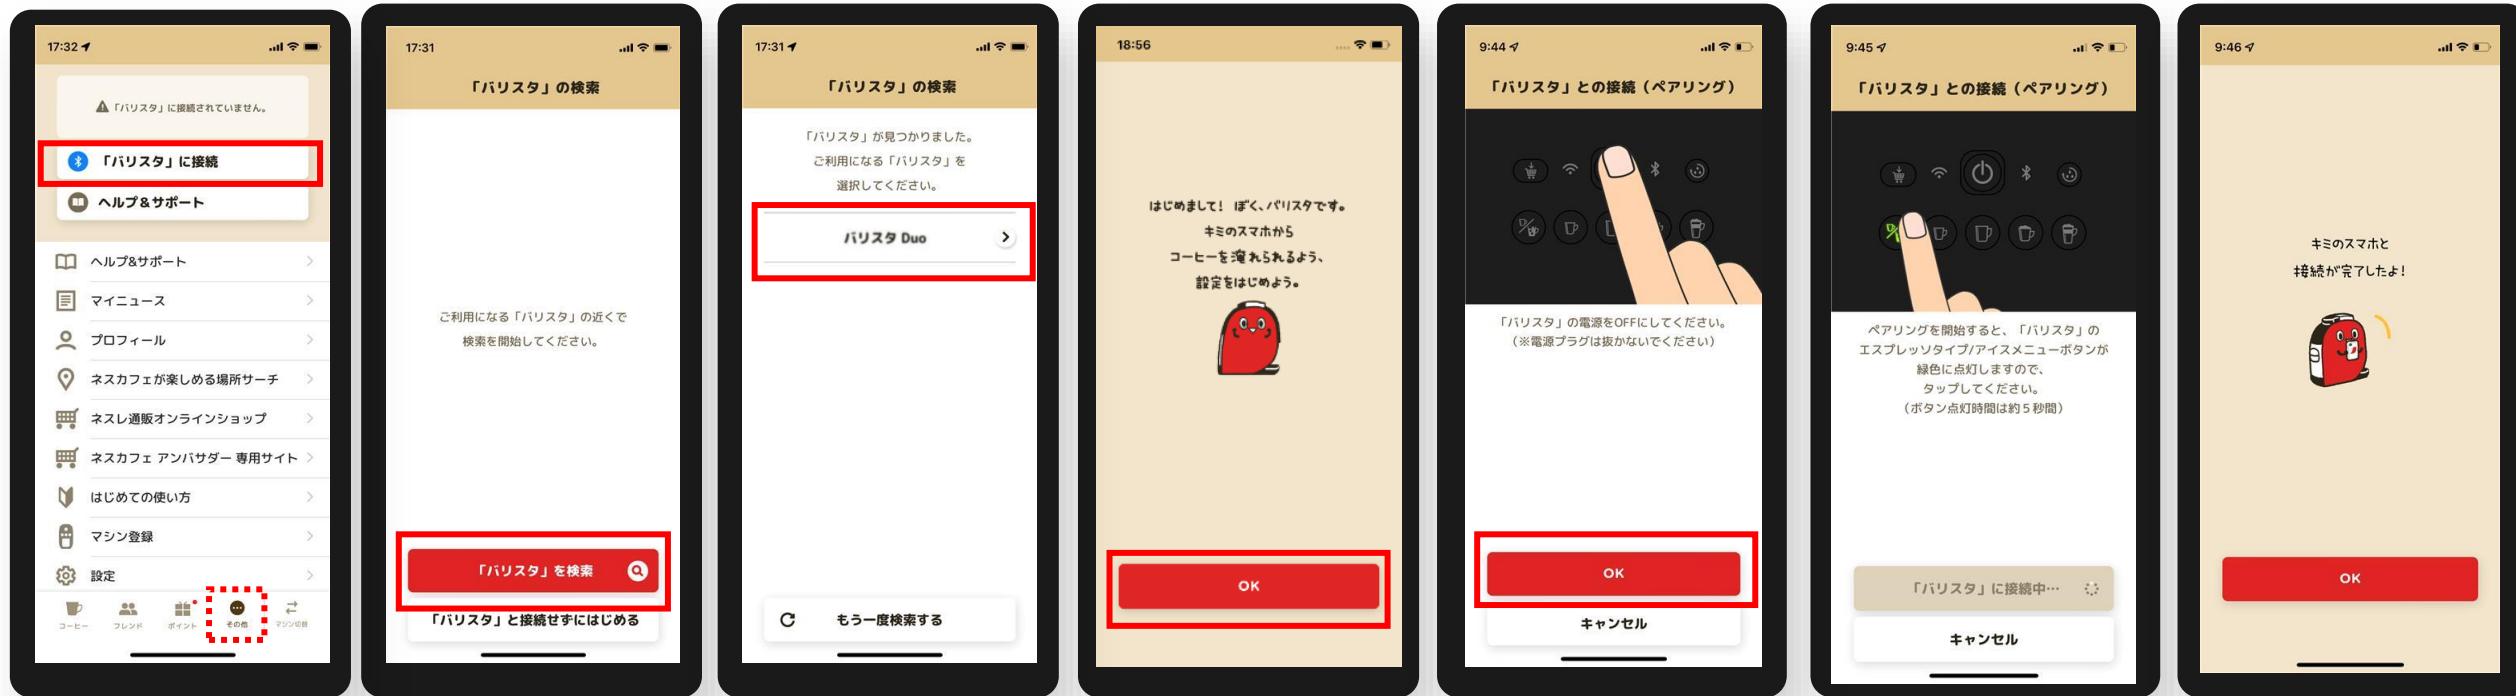 17:32
「バリスタ」に接続されていません。
「バリスタ」に接続
ヘルプ＆サポート
ヘルプ&サポート
マイニュース
プロフィール
ネスカフェが楽しめる場所サーチ
ネスレ通販オンラインショップ
ネスカフェ アンバサダー 専用サイト
はじめての使い方
マシン登録
設定
コーヒー
フレンド
ポイント
その他
マシン切替
17:31
「バリスタ」の検索
ご利用になる「バリスタ」の近くで
検索を開始してください。
「バリスタ」を検索
「バリスタ」と接続せずにはじめる
17:31
「バリスタ」の検索
「バリスタ」が見つかりました。
ご利用になる「バリスタ」を
選択してください。
バリスタ Duo
もう一度検索する
18:56
はじめまして！ ぼく、バリスタです。
キミのスマホから
コーヒーを淹れられるよう、
設定をはじめよう。
OK
9:44
「バリスタ」との接続（ペアリング）
「バリスタ」の電源をOFFにしてください。
（※電源プラグは抜かないでください）
OK
キャンセル
9:45
「バリスタ」との接続（ペアリング）
ペアリングを開始すると、「バリスタ」の
エスプレッソタイプ/アイスメニューボタンが
緑色に点灯しますので、
タップしてください。
（ボタン点灯時間は約５秒間）
「バリスタ」に接続中…
キャンセル
9:46
キミのスマホと
接続が完了したよ！
OK